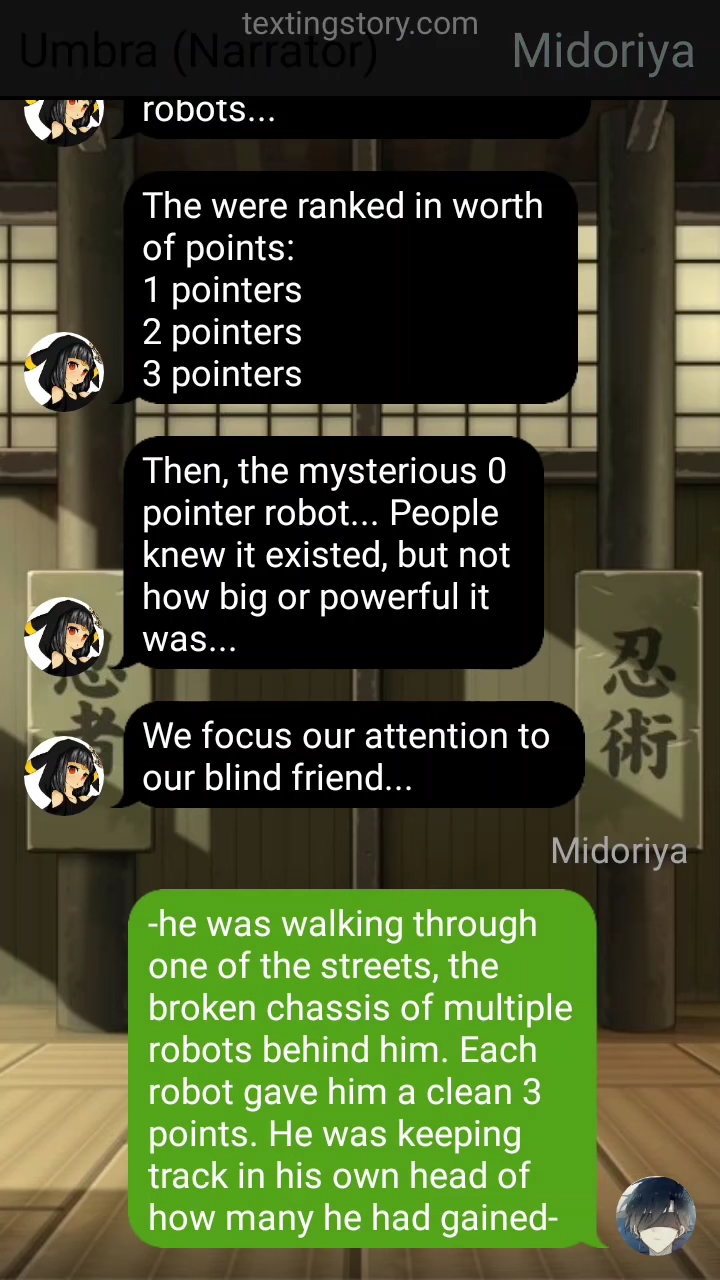 textingstory.com
Umbra (Narrator)
Midoriya
robots...
The were ranked in worth
of points:
1 pointers
2 pointers
3 pointers
Then, the mysterious 0
pointer robot... People
knew it existed, but not
how big or powerful it
was...
忍者
忍術
We focus our attention to
our blind friend...
Midoriya
-he was walking through
one of the streets, the
broken chassis of multiple
robots behind him. Each
robot gave him a clean 3
points. He was keeping
track in his own head of
how many he had gained-